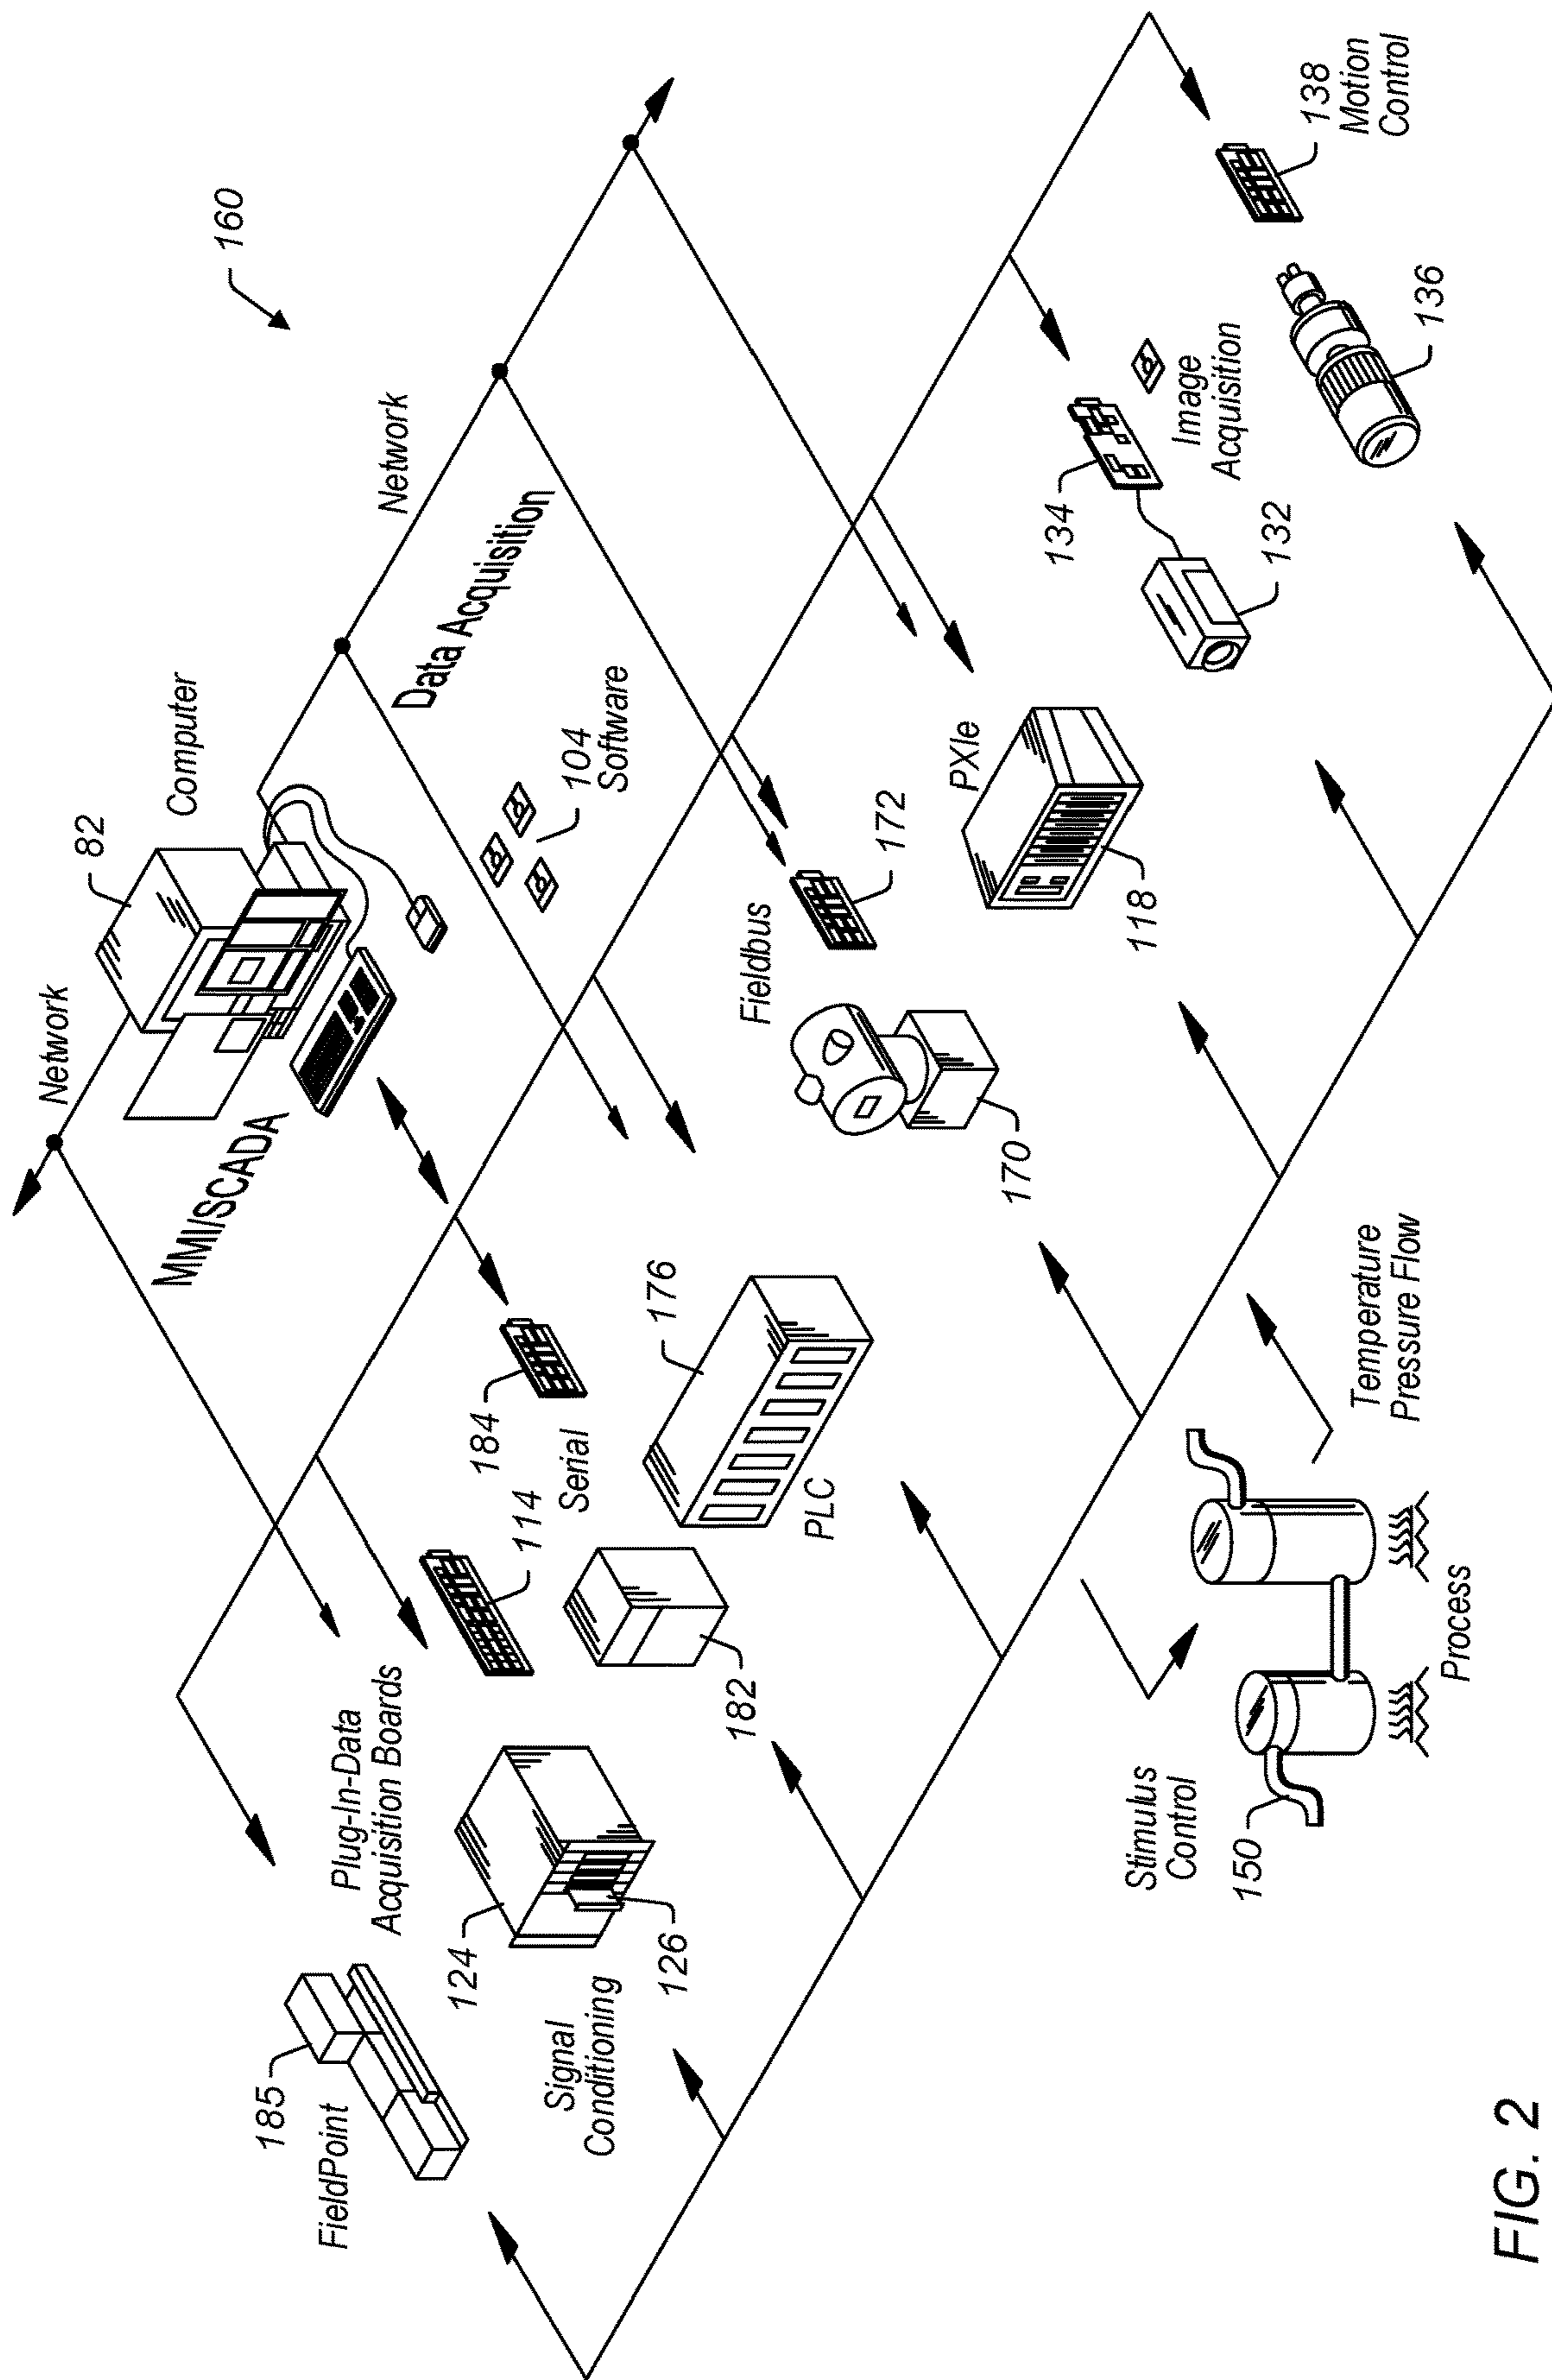 160
Network
82
Computer
Network
MMI/SCADA
Data Acquisition
104
Software
185
FieldPoint
Plug-In-Data
Acquisition Boards
114
184
Serial
176
PLC
182
124
126
Signal
Conditioning
Fieldbus
172
170
PXIe
118
134
Image
Acquisition
132
138
Motion
Control
136
Stimulus
Control
150
Process
Temperature
Pressure Flow
FIG. 2